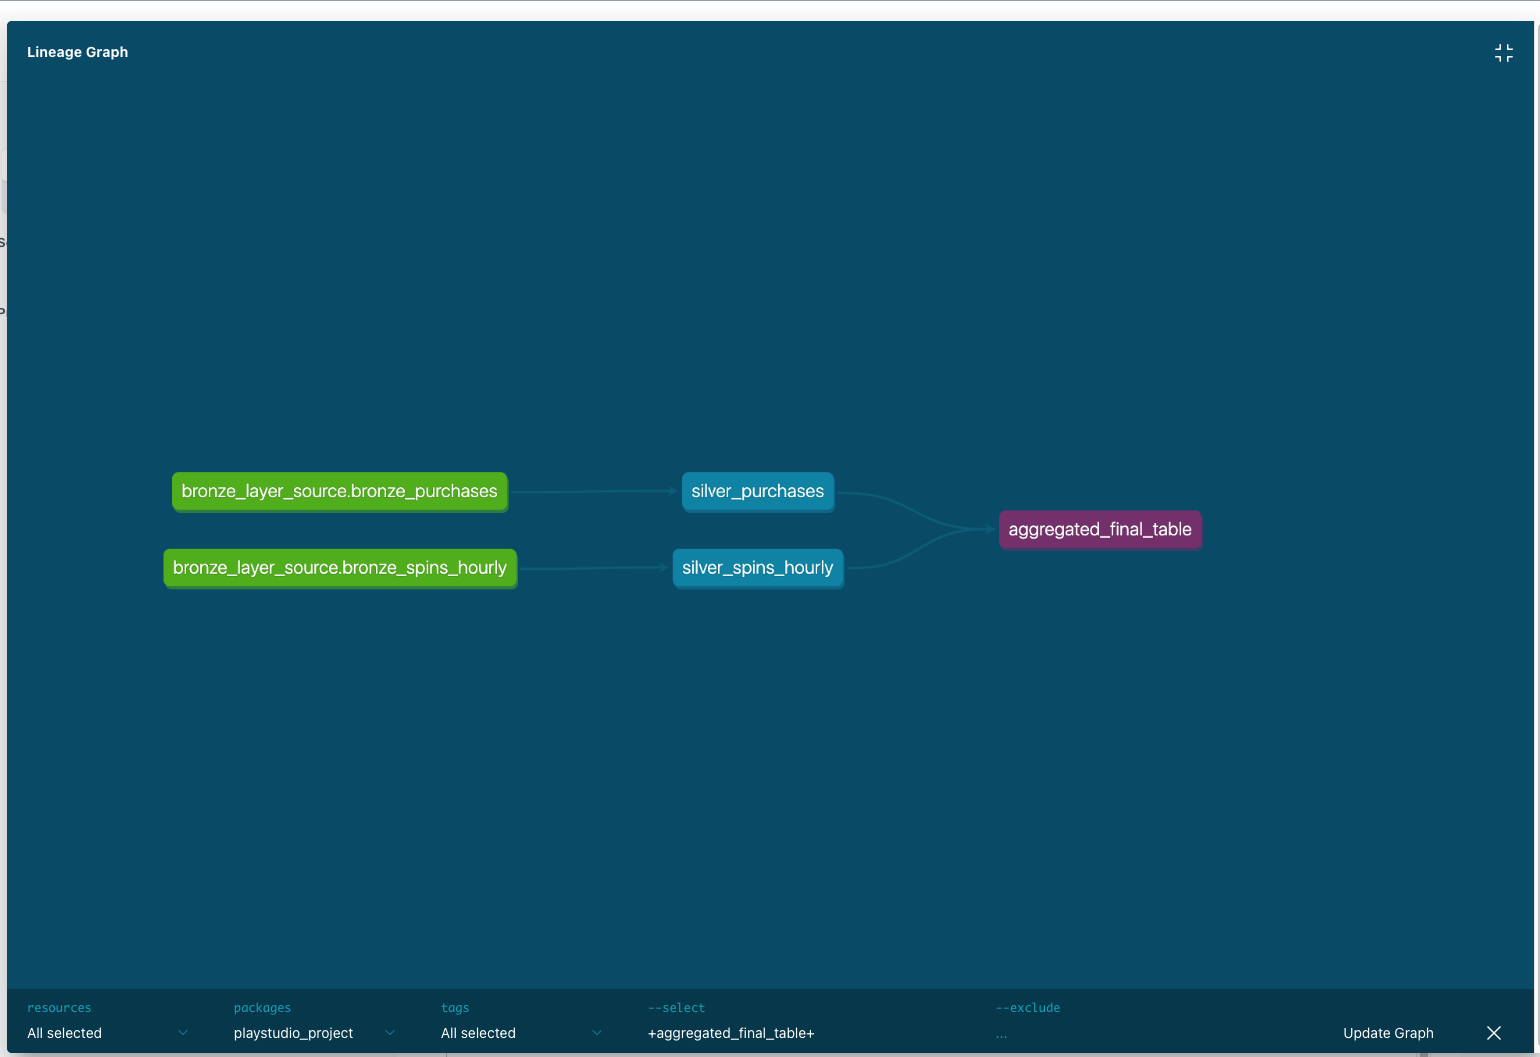 Lineage Graph
bronze_layer_source.bronze_purchases
silver_purchases
aggregated_final_table
bronze_layer_source.bronze_spins_hourly
silver_spins_hourly
resources
packages
tags
--select
--exclude
All selected
playstudio_project
All selected
+aggregated_final_table+
...
Update Graph